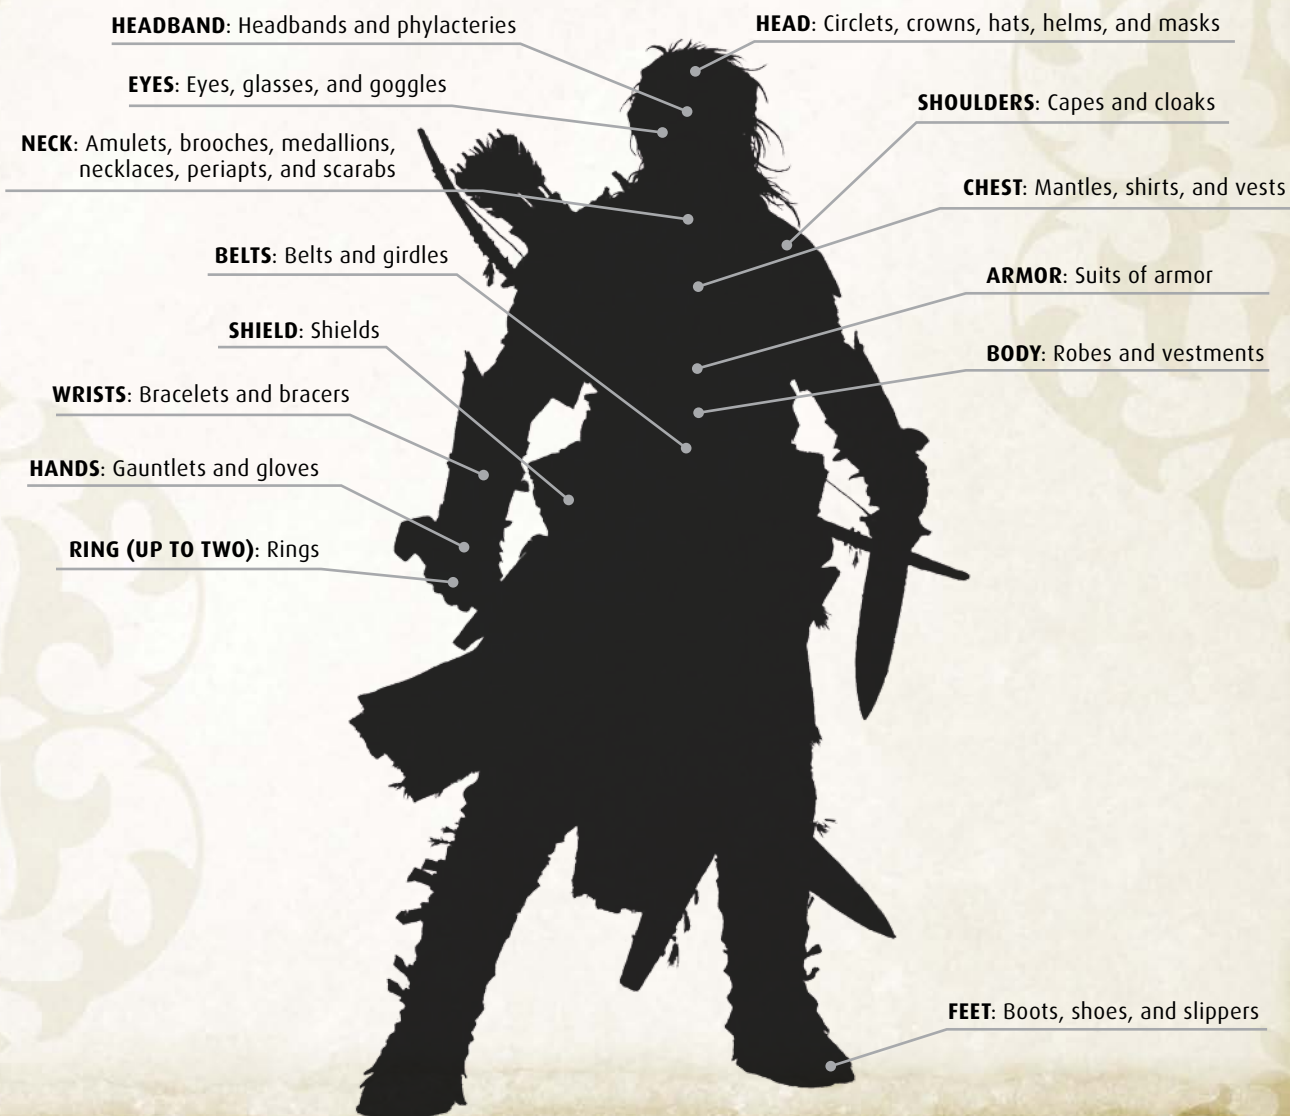 HEADBAND: Headbands and phylacteries
HEAD: Circlets, crowns, hats, helms, and masks
EYES: Eyes, glasses, and goggles
SHOULDERS: Capes and cloaks
NECK: Amulets, brooches, medallions,
necklaces, periapts, and scarabs
CHEST: Mantles, shirts, and vests
BELTS: Belts and girdles
ARMOR: Suits of armor
SHIELD: Shields
BODY: Robes and vestments
WRISTS: Bracelets and bracers
HANDS: Gauntlets and gloves
RING (UP TO TWO): Rings
FEET: Boots, shoes, and slippers